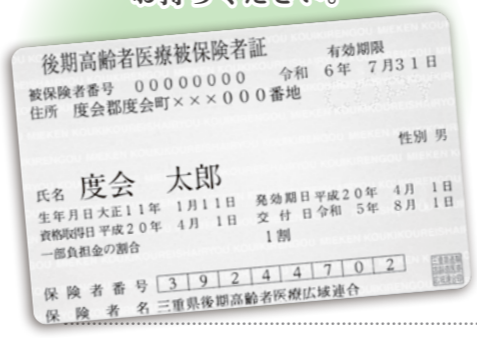 お持ちください。
後期高齢者医療被保険者証
有効期限
被保険者番号 00000000 令和 6年 7月31日
住所 度会郡度会町×××000番地
性別 男
氏名 度会 太郎
生年月日 大正11年 1月11日 発効期日 平成20年 4月 1日
資格取得日 平成20年 4月 1日 交付日 令和 5年 8月 1日
一部負担金の割合 1割
保険者番号 39244702
保険者名 三重県後期高齢者医療広域連合